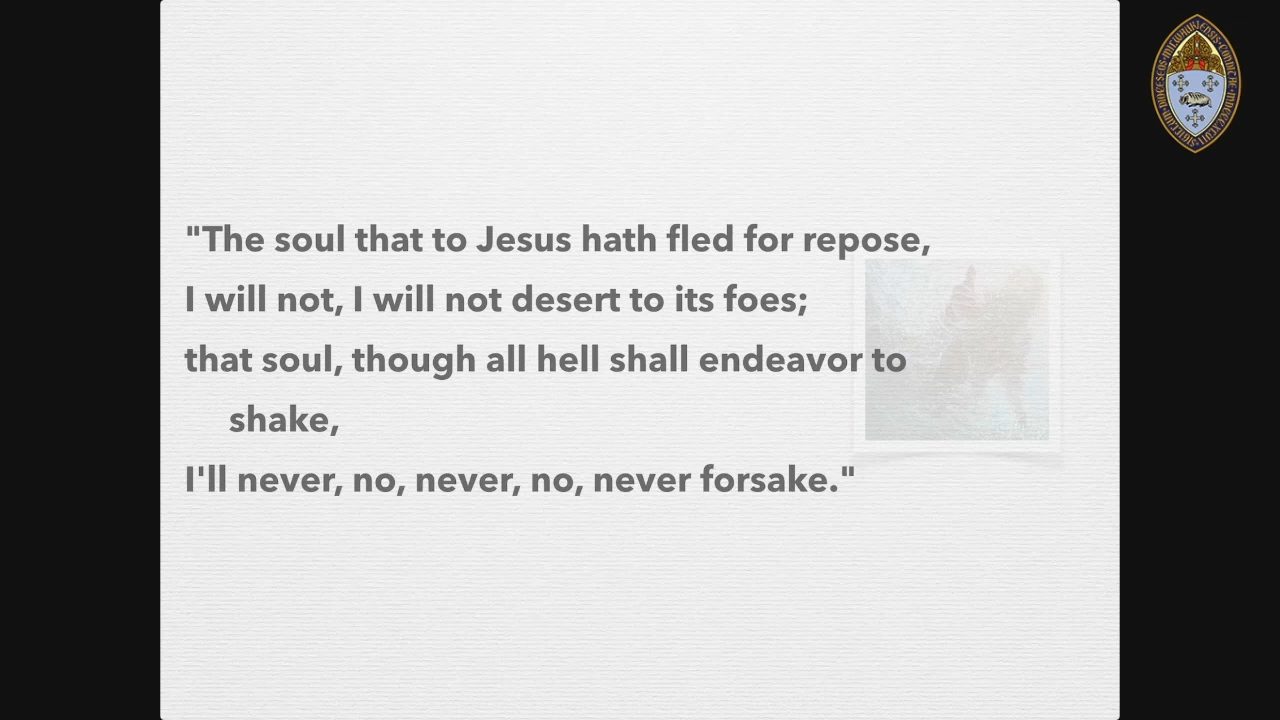 "The soul that to Jesus hath fled for repose,
I will not, I will not desert to its foes;
that soul, though all hell shall endeavor to
shake,
I'll never, no, never, no, never forsake."